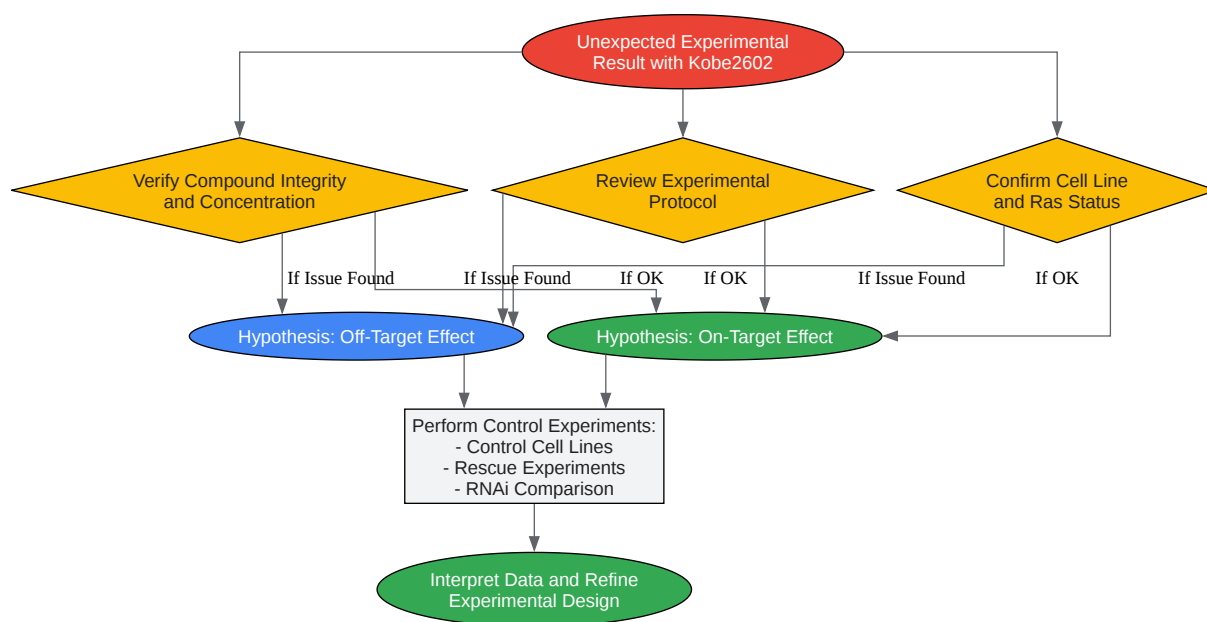 Unexpected Experimental
Result with Kobe2602
Verify Compound Integrity
and Concentration
Review Experimental
Protocol
Confirm Cell Line
and Ras Status
If Issue Found
If Issue Found
If OK
If OK
If Issue Found
If OK
Hypothesis: Off-Target Effect
Hypothesis: On-Target Effect
Perform Control Experiments:
- Control Cell Lines
- Rescue Experiments
- RNAi Comparison
Interpret Data and Refine
Experimental Design